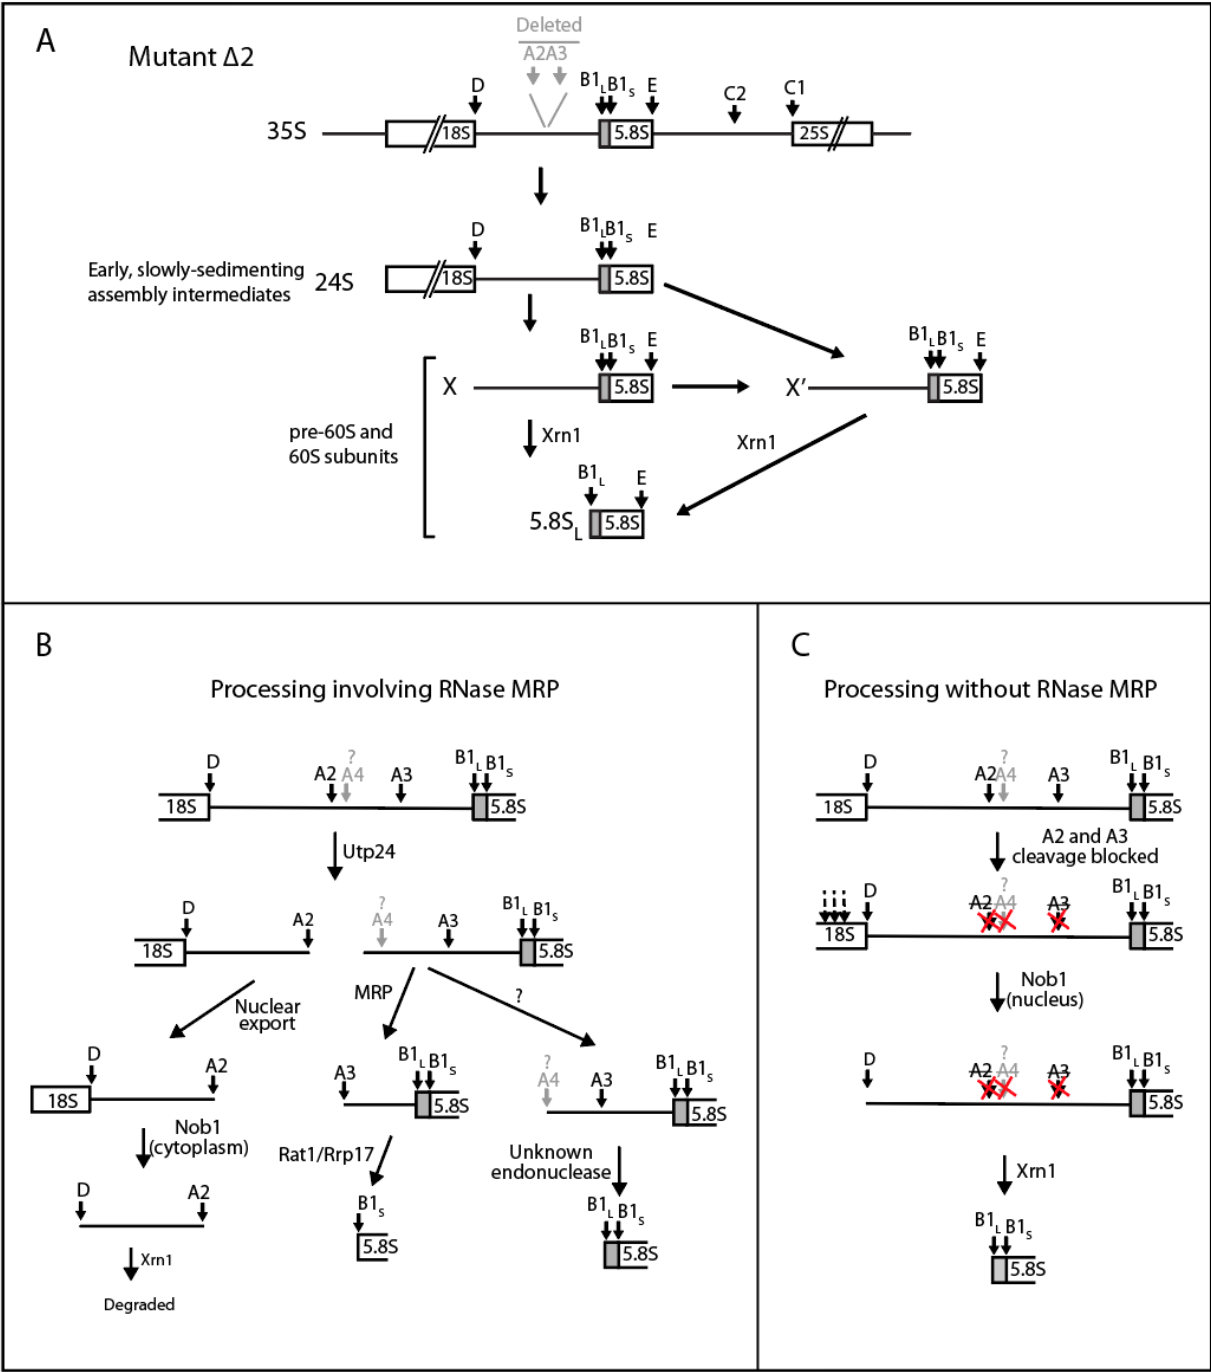 A
Mutant Δ2
Deleted
A2A3
D
B1L B1S E
C2
C1
35S
18S
5.8S
25S
D
B1L B1S E
Early, slowly-sedimenting
assembly intermediates
24S
18S
5.8S
B1L B1S E
B1L B1S E
X
5.8S
X′
5.8S
pre-60S and
60S subunits
Xrn1
Xrn1
B1L E
5.8SL
5.8S
B
Processing involving RNase MRP
?
D
A2 A4 A3
B1L B1S
18S
5.8S
Utp24
?
D
A2
A4
A3
B1L B1S
18S
5.8S
Nuclear
export
MRP
?
D
A2
18S
A3
B1L B1S
5.8S
?
A4
A3
B1L B1S
5.8S
Nob1
(cytoplasm)
Rat1/Rrp17
Unknown
endonuclease
D
A2
B1S
5.8S
B1L B1S
5.8S
Xrn1
Degraded
C
Processing without RNase MRP
?
D
A2 A4 A3
B1L B1S
18S
5.8S
A2 and A3
cleavage blocked
?
D
A2 A4 A3
B1L B1S
18S
5.8S
Nob1
(nucleus)
?
D
A2 A4 A3
B1L B1S
5.8S
Xrn1
B1L B1S
5.8S